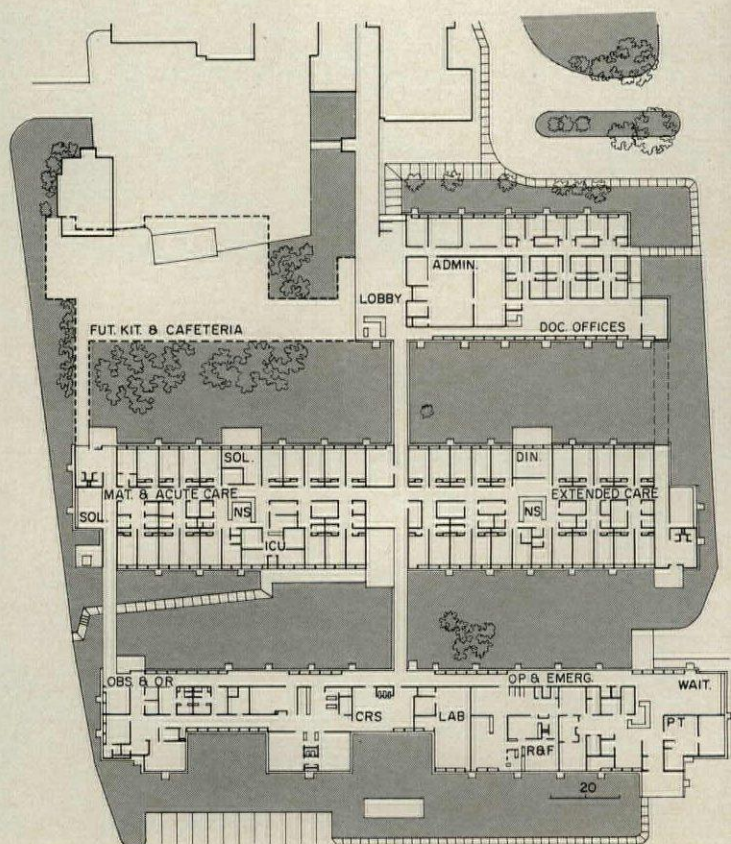 ADMIN.
LOBBY
FUT. KIT. & CAFETERIA
DOC. OFFICES
SOL.
DIN.
MAT. & ACUTE CARE
EXTENDED CARE
SOL.
NS
NS
ICU
OBS. & OR
OP & EMERG.
WAIT.
CRS
LAB
PT
R&F
20